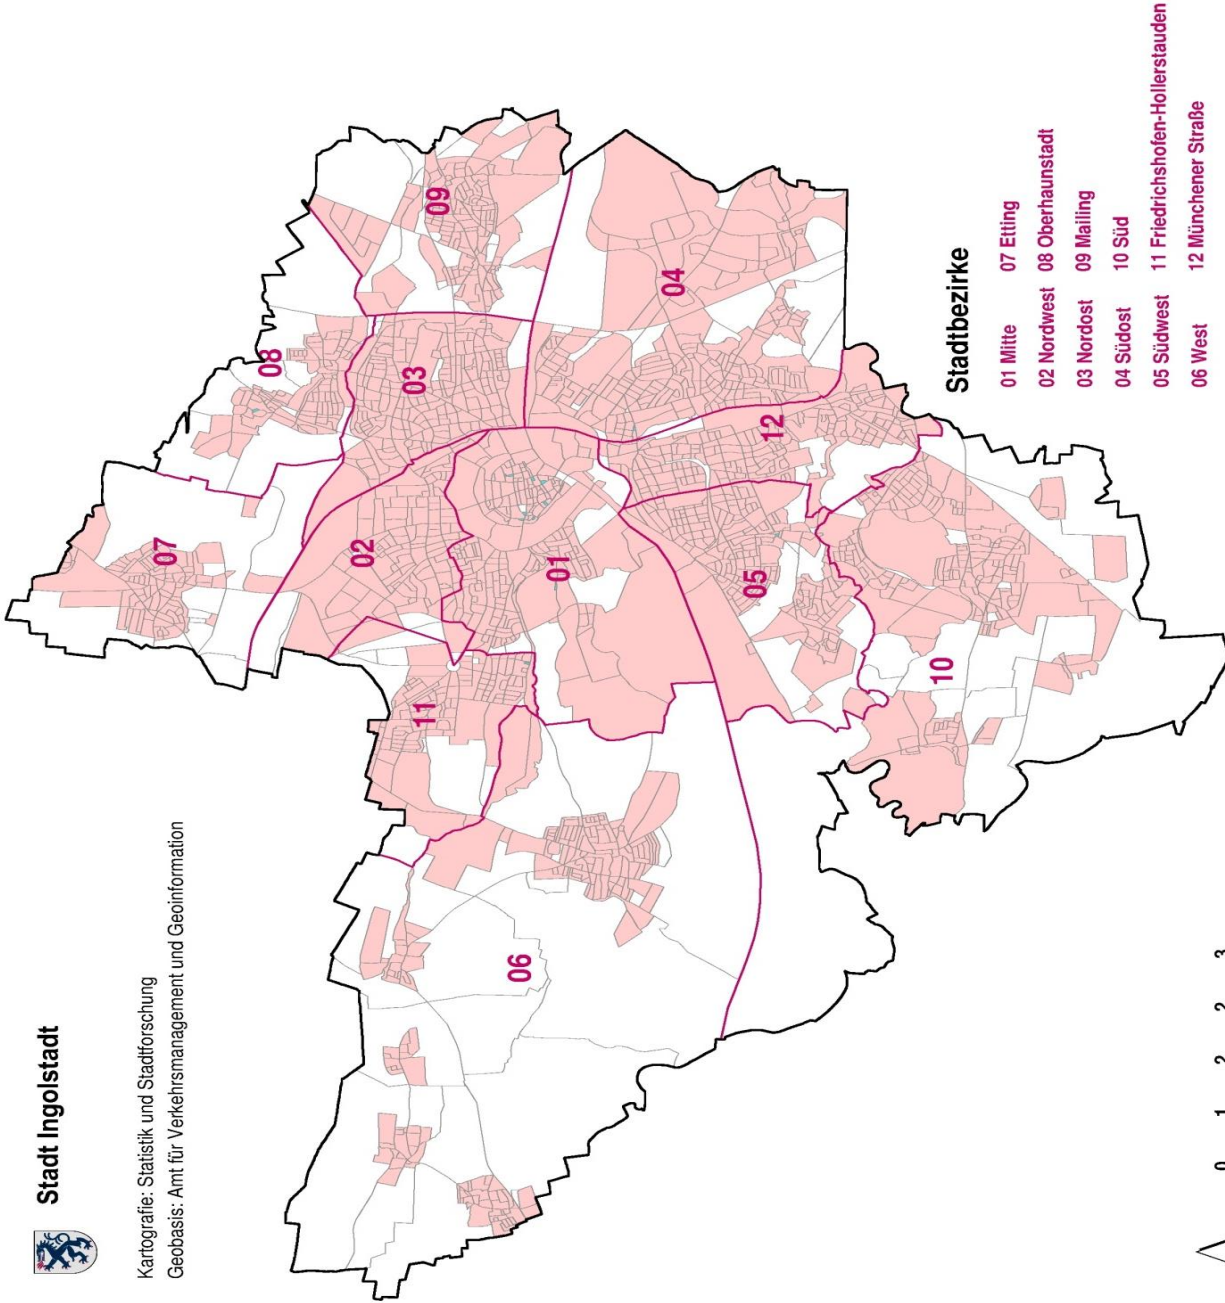 Stadt Ingolstadt
Kartografie: Statistik und Stadtforschung
Geobasis: Amt für Verkehrsmanagement und Geoinformation
07
08
02
03
11
09
06
01
04
05
12
10
Stadtbezirke
01 Mitte 07 Etting
02 Nordwest 08 Oberhaunstadt
03 Nordost 09 Mailing
04 Südost 10 Süd
05 Südwest 11 Friedrichshofen-Hollerstauden
06 West 12 Münchener Straße
0 1 2 2 3